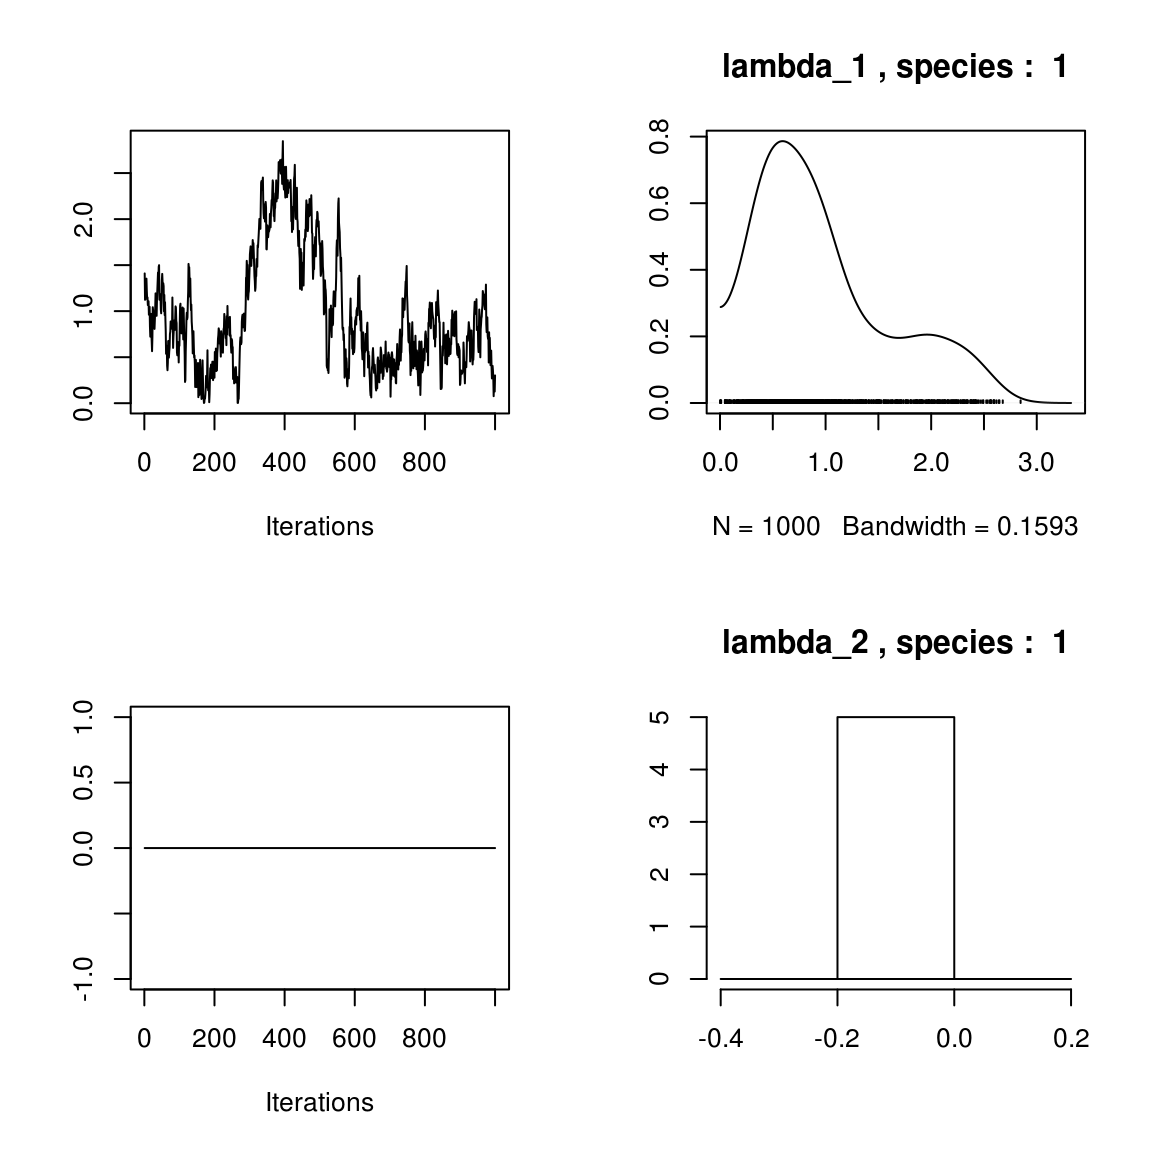 lambda_1 , species :  1
2.0
1.0
0.0
0 200 400 600 800
Iterations
0.8
0.6
0.4
0.2
0.0
0.0 1.0 2.0 3.0
N = 1000   Bandwidth = 0.1593
lambda_2 , species :  1
1.0
0.5
0.0
-1.0
0 200 400 600 800
Iterations
5
4
3
2
1
0
-0.4 -0.2 0.0 0.2